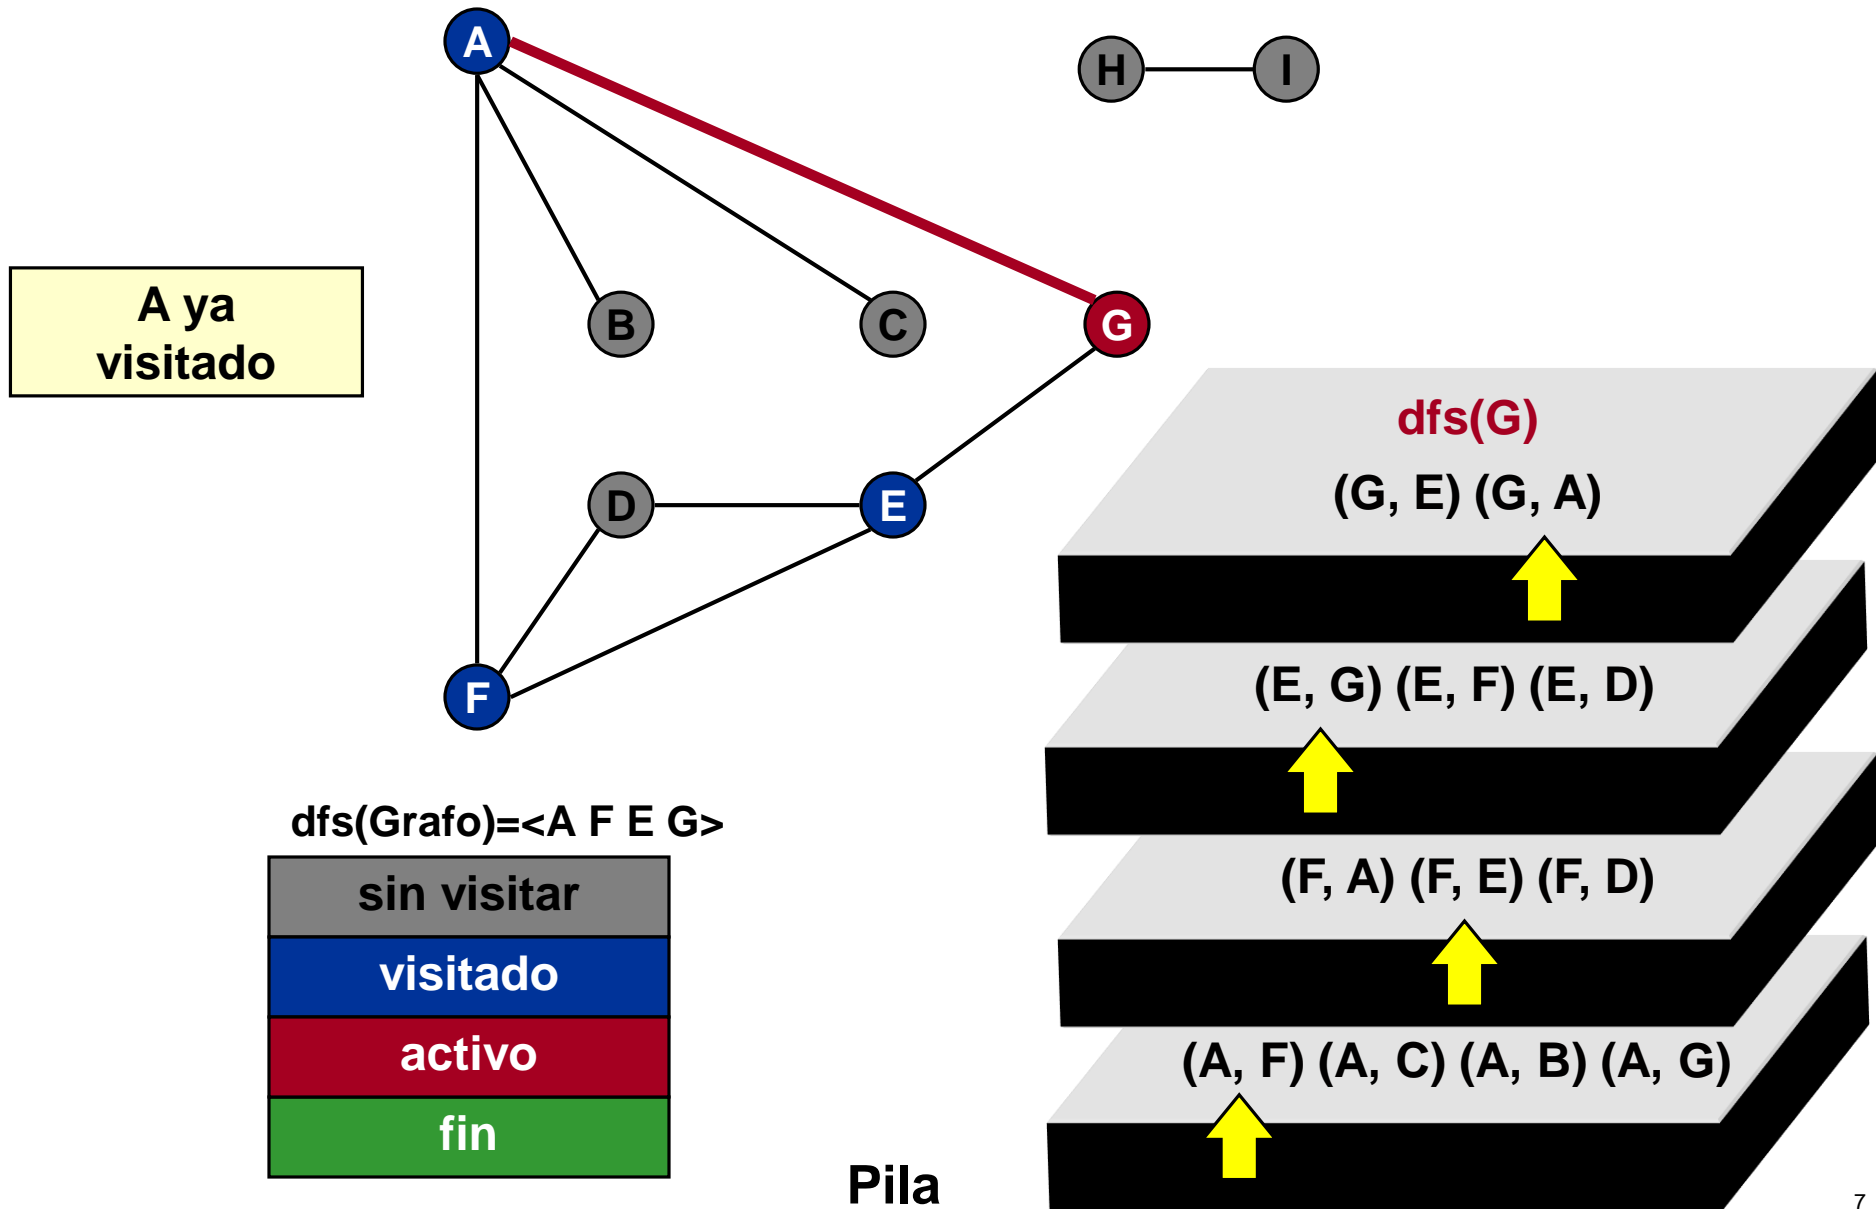 A
H
I
A ya
visitado
B
C
G
dfs(G)
(G, E) (G, A)
D
E
(E, G) (E, F) (E, D)
F
dfs(Grafo)=<A F E G>
(F, A) (F, E) (F, D)
sin visitar
visitado
activo
(A, F) (A, C) (A, B) (A, G)
fin
Pila
7